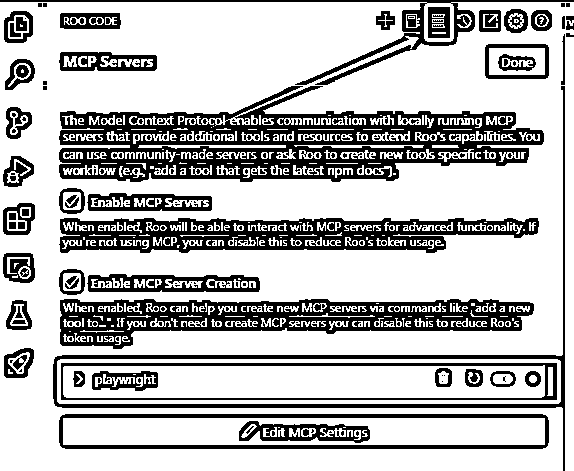 ROO CODE
MCP Servers
Done
The Model Context Protocol enables communication with locally running MCP
servers that provide additional tools and resources to extend Roo's capabilities. You
can use community-made servers or ask Roo to create new tools specific to your
workflow (e.g., "add a tool that gets the latest npm docs").
Enable MCP Servers
When enabled, Roo will be able to interact with MCP servers for advanced functionality. If
you're not using MCP, you can disable this to reduce Roo's token usage.
Enable MCP Server Creation
When enabled, Roo can help you create new MCP servers via commands like "add a new
tool to...". If you don't need to create MCP servers you can disable this to reduce Roo's
token usage.
playwright
Edit MCP Settings